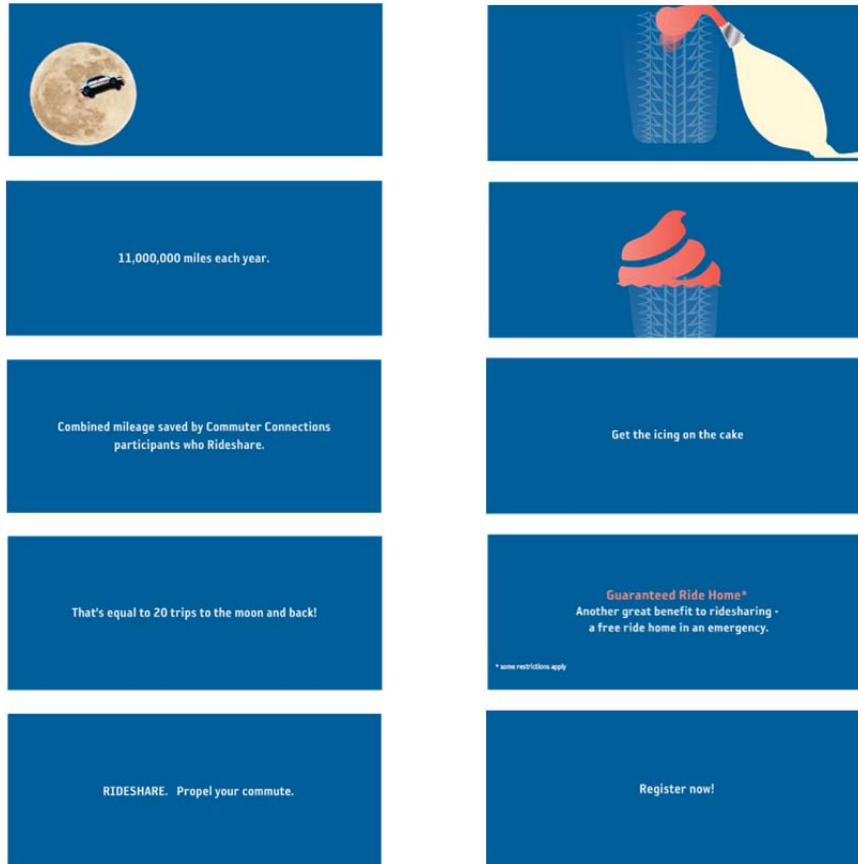 11,000,000 miles each year.
Combined mileage saved by Commuter Connections
participants who Rideshare.
That's equal to 20 trips to the moon and back!
RIDESHARE. Propel your commute.
Get the icing on the cake
Guaranteed Ride Home*
Another great benefit to ridesharing -
a free ride home in an emergency.
* some restrictions apply
Register now!